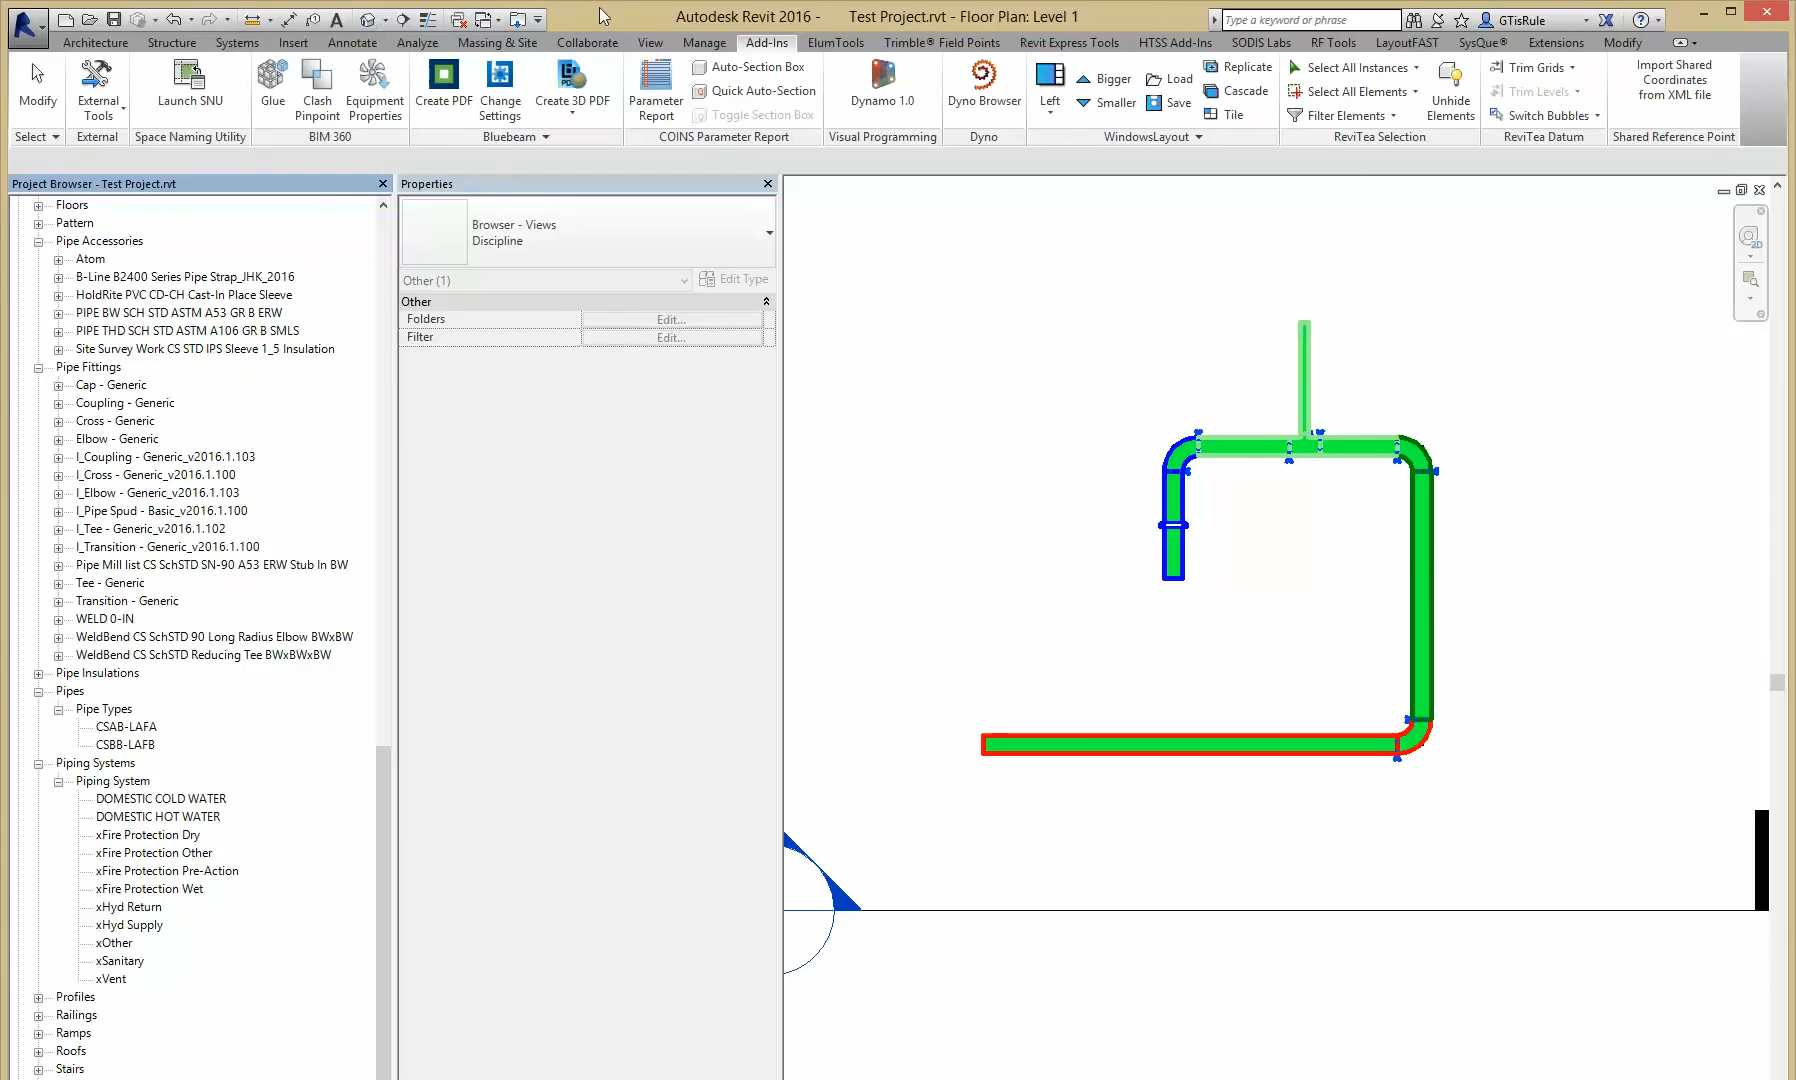 Autodesk Revit 2016 - Test Project.rvt - Floor Plan: Level 1
Type a keyword or phrase
GTisRule
Architecture Structure Systems Insert Annotate Analyze Massing & Site Collaborate View Manage Add-Ins ElumTools Trimble® Field Points Revit Express Tools HTSS Add-Ins SODIS Labs RF Tools LayoutFAST SysQue® Extensions Modify
Modify
External Tools
Launch SNU
Glue
Clash Pinpoint
Equipment Properties
Create PDF
Change Settings
Create 3D PDF
Parameter Report
Auto-Section Box
Quick Auto-Section
Toggle Section Box
Dynamo 1.0
Dyno Browser
Left
Bigger
Smaller
Load
Save
Replicate
Cascade
Tile
Select All Instances
Select All Elements
Filter Elements
Unhide Elements
Trim Grids
Trim Levels
Switch Bubbles
Import Shared
Coordinates
from XML file
Select External Space Naming Utility BIM 360 Bluebeam COINS Parameter Report Visual Programming Dyno WindowsLayout ReviTea Selection ReviTea Datum Shared Reference Point
Project Browser - Test Project.rvt
Floors
Pattern
Pipe Accessories
Atom
B-Line B2400 Series Pipe Strap_JHK_2016
HoldRite PVC CD-CH Cast-In Place Sleeve
PIPE BW SCH STD ASTM A53 GR B ERW
PIPE THD SCH STD ASTM A106 GR B SMLS
Site Survey Work CS STD IPS Sleeve 1_5 Insulation
Pipe Fittings
Cap - Generic
Coupling - Generic
Cross - Generic
Elbow - Generic
I_Coupling - Generic_v2016.1.103
I_Cross - Generic_v2016.1.100
I_Elbow - Generic_v2016.1.103
I_Pipe Spud - Basic_v2016.1.100
I_Tee - Generic_v2016.1.102
I_Transition - Generic_v2016.1.100
Pipe Mill list CS SchSTD SN-90 A53 ERW Stub In BW
Tee - Generic
Transition - Generic
WELD 0-IN
WeldBend CS SchSTD 90 Long Radius Elbow BWxBW
WeldBend CS SchSTD Reducing Tee BWxBWxBW
Pipe Insulations
Pipes
Pipe Types
CSAB-LAFA
CSBB-LAFB
Piping Systems
Piping System
DOMESTIC COLD WATER
DOMESTIC HOT WATER
xFire Protection Dry
xFire Protection Other
xFire Protection Pre-Action
xFire Protection Wet
xHyd Return
xHyd Supply
xOther
xSanitary
xVent
Profiles
Railings
Ramps
Roofs
Stairs
Properties
Browser - Views
Discipline
Other (1)
Edit Type
Other
Folders Edit...
Filter Edit...
2D